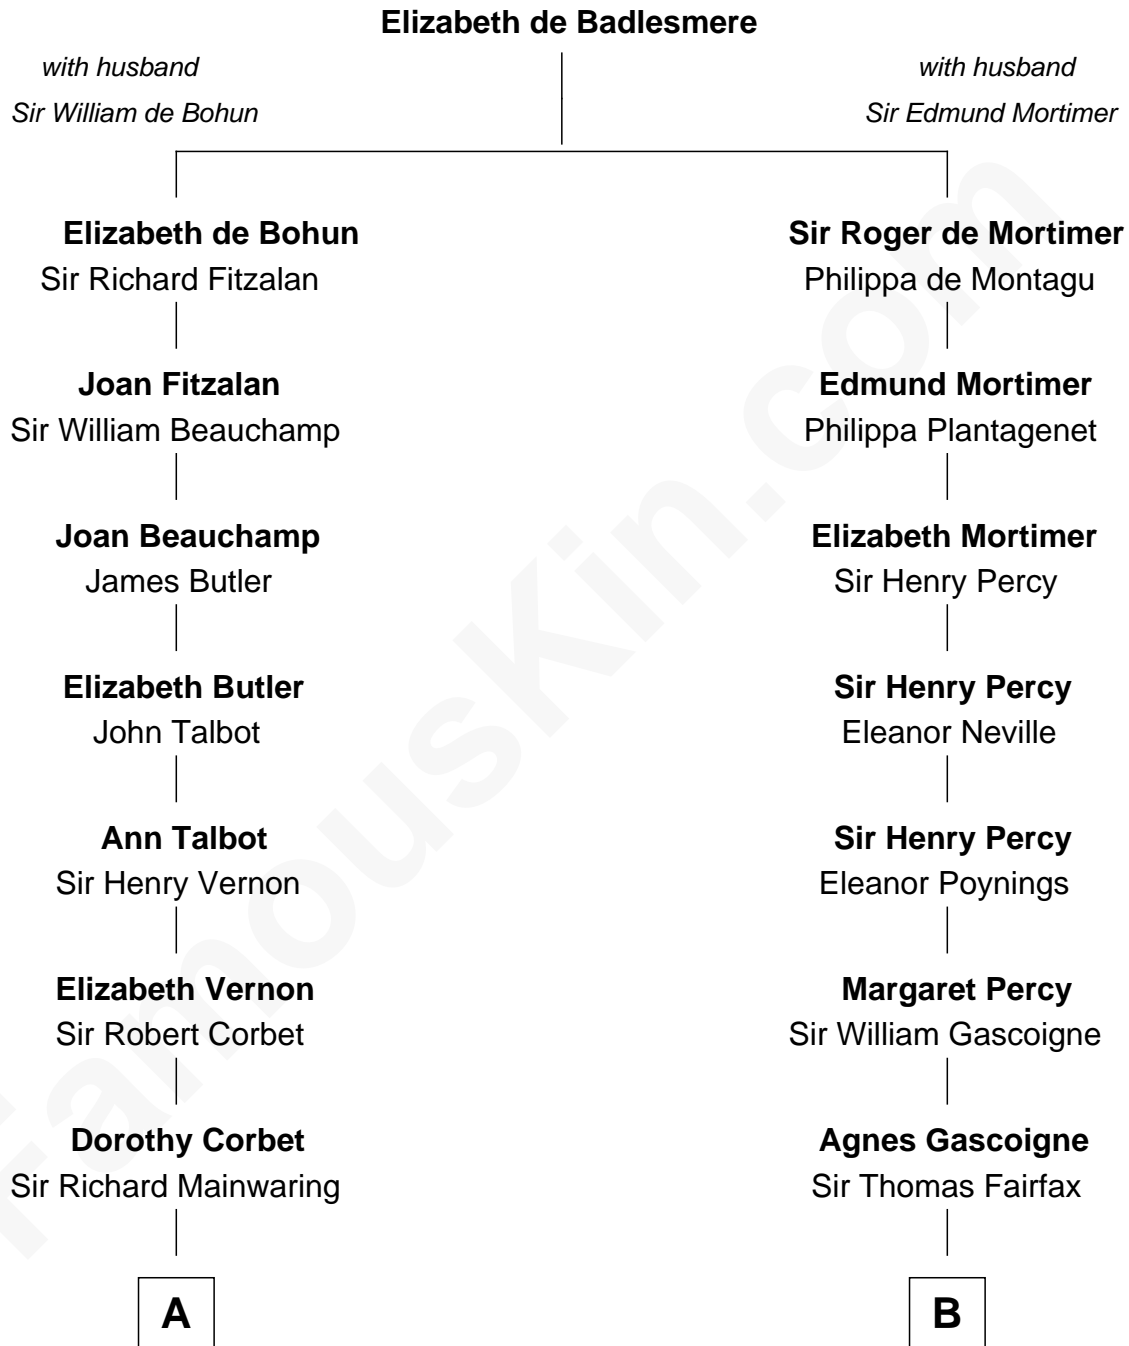 Elizabeth de Badlesmere
with husband
Sir William de Bohun
with husband
Sir Edmund Mortimer
Elizabeth de Bohun
Sir Richard Fitzalan
Sir Roger de Mortimer
Philippa de Montagu
Joan Fitzalan
Sir William Beauchamp
Edmund Mortimer
Philippa Plantagenet
Joan Beauchamp
James Butler
Elizabeth Mortimer
Sir Henry Percy
Elizabeth Butler
John Talbot
Sir Henry Percy
Eleanor Neville
Ann Talbot
Sir Henry Vernon
Sir Henry Percy
Eleanor Poynings
Elizabeth Vernon
Sir Robert Corbet
Margaret Percy
Sir William Gascoigne
Dorothy Corbet
Sir Richard Mainwaring
Agnes Gascoigne
Sir Thomas Fairfax
A
B
FamousKin.com